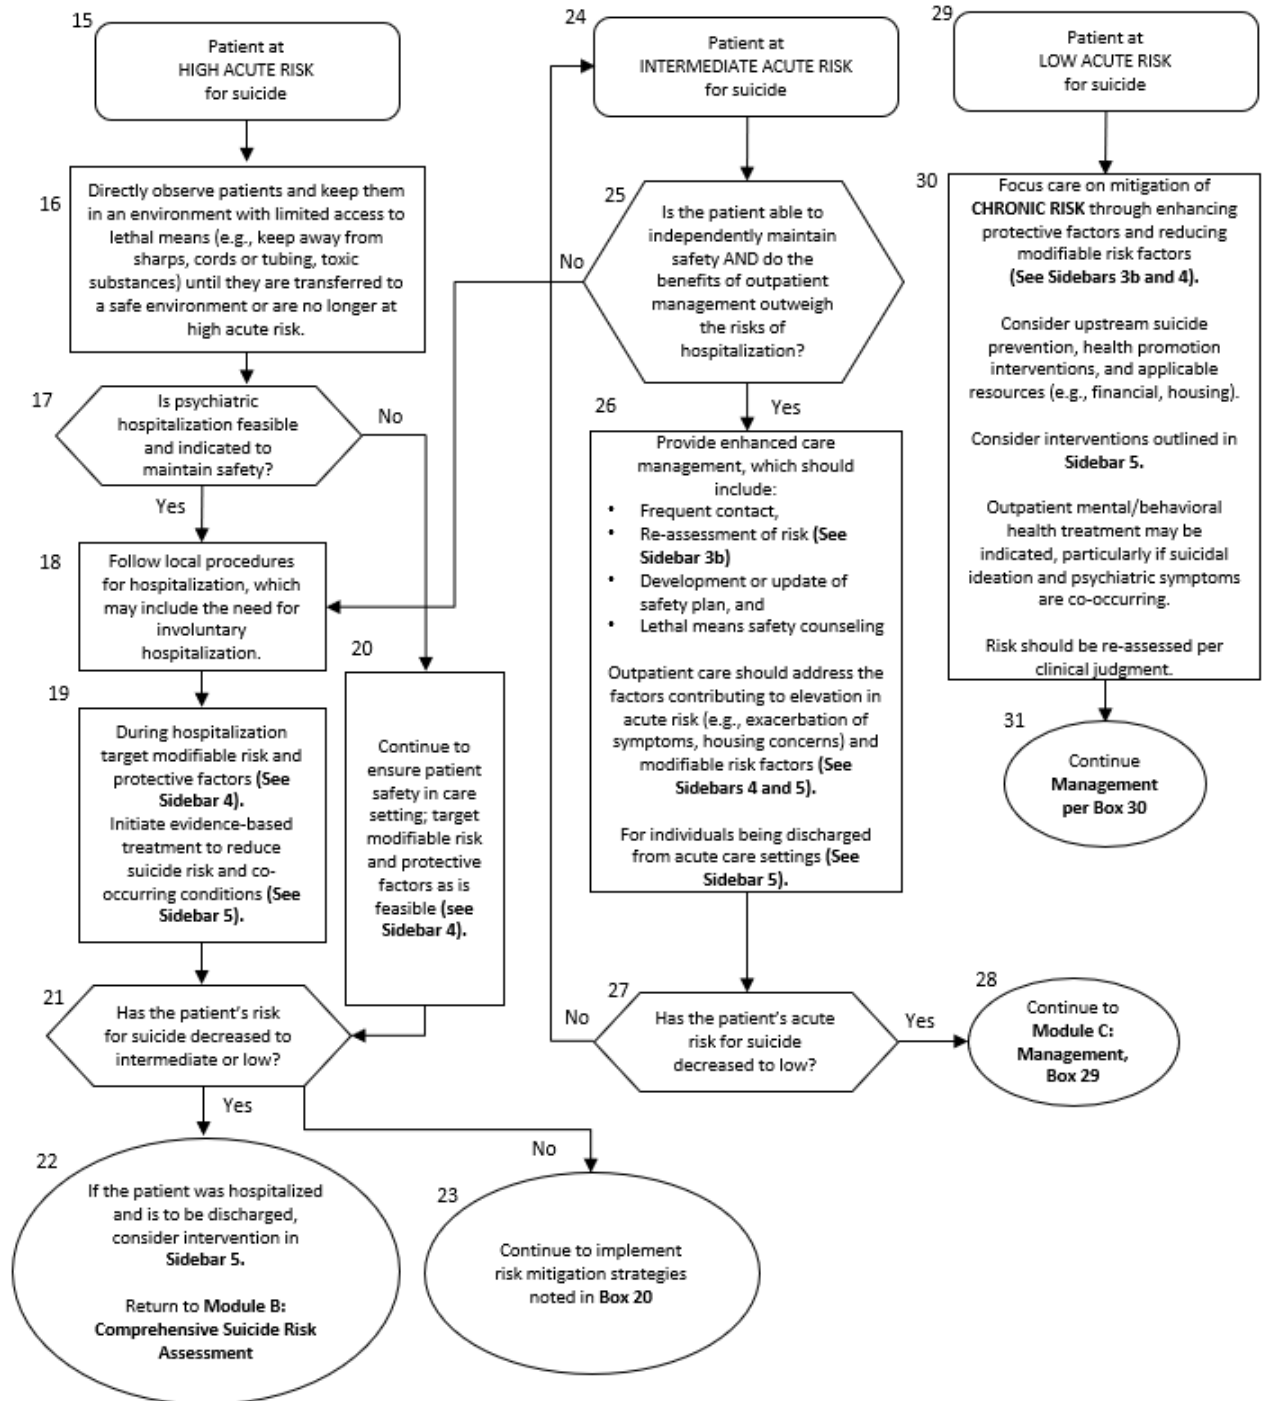 15
Patient at
HIGH ACUTE RISK
for suicide
16
Directly observe patients and keep them
in an environment with limited access to
lethal means (e.g., keep away from
sharps, cords or tubing, toxic
substances) until they are transferred to
a safe environment or are no longer at
high acute risk.
17
Is psychiatric
hospitalization feasible
and indicated to
maintain safety?
No
Yes
18
Follow local procedures
for hospitalization, which
may include the need for
involuntary
hospitalization.
19
During hospitalization
target modifiable risk and
protective factors (See
Sidebar 4).
Initiate evidence-based
treatment to reduce
suicide risk and co-
occurring conditions (See
Sidebar 5).
20
Continue to
ensure patient
safety in care
setting; target
modifiable risk
and protective
factors as is
feasible (see
Sidebar 4).
21
Has the patient's risk
for suicide decreased to
intermediate or low?
Yes
No
22
If the patient was hospitalized
and is to be discharged,
consider intervention in
Sidebar 5.
Return to Module B:
Comprehensive Suicide Risk
Assessment
23
Continue to implement
risk mitigation strategies
noted in Box 20
24
Patient at
INTERMEDIATE ACUTE RISK
for suicide
25
Is the patient able to
independently maintain
safety AND do the
benefits of outpatient
management outweigh
the risks of
hospitalization?
No
Yes
26
Provide enhanced care
management, which should
include:
• Frequent contact,
• Re-assessment of risk (See
Sidebar 3b)
• Development or update of
safety plan, and
• Lethal means safety counseling
Outpatient care should address the
factors contributing to elevation in
acute risk (e.g., exacerbation of
symptoms, housing concerns) and
modifiable risk factors (See
Sidebars 4 and 5).
For individuals being discharged
from acute care settings (See
Sidebar 5).
27
Has the patient's acute
risk for suicide
decreased to low?
No
Yes
28
Continue to
Module C:
Management,
Box 29
29
Patient at
LOW ACUTE RISK
for suicide
30
Focus care on mitigation of
CHRONIC RISK through enhancing
protective factors and reducing
modifiable risk factors
(See Sidebars 3b and 4).
Consider upstream suicide
prevention, health promotion
interventions, and applicable
resources (e.g., financial, housing).
Consider interventions outlined in
Sidebar 5.
Outpatient mental/behavioral
health treatment may be
indicated, particularly if suicidal
ideation and psychiatric symptoms
are co-occurring.
Risk should be re-assessed per
clinical judgment.
31
Continue
Management
per Box 30